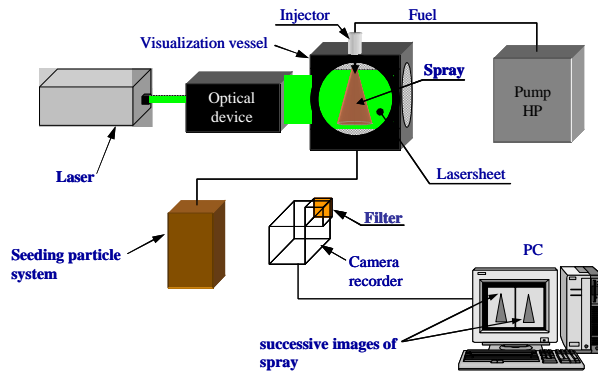 Injector
Fuel
Visualization vessel
Spray
Optical
device
Pump
HP
Laser
Lasersheet
Filter
Seeding particle
system
Camera
recorder
PC
successive images of
spray